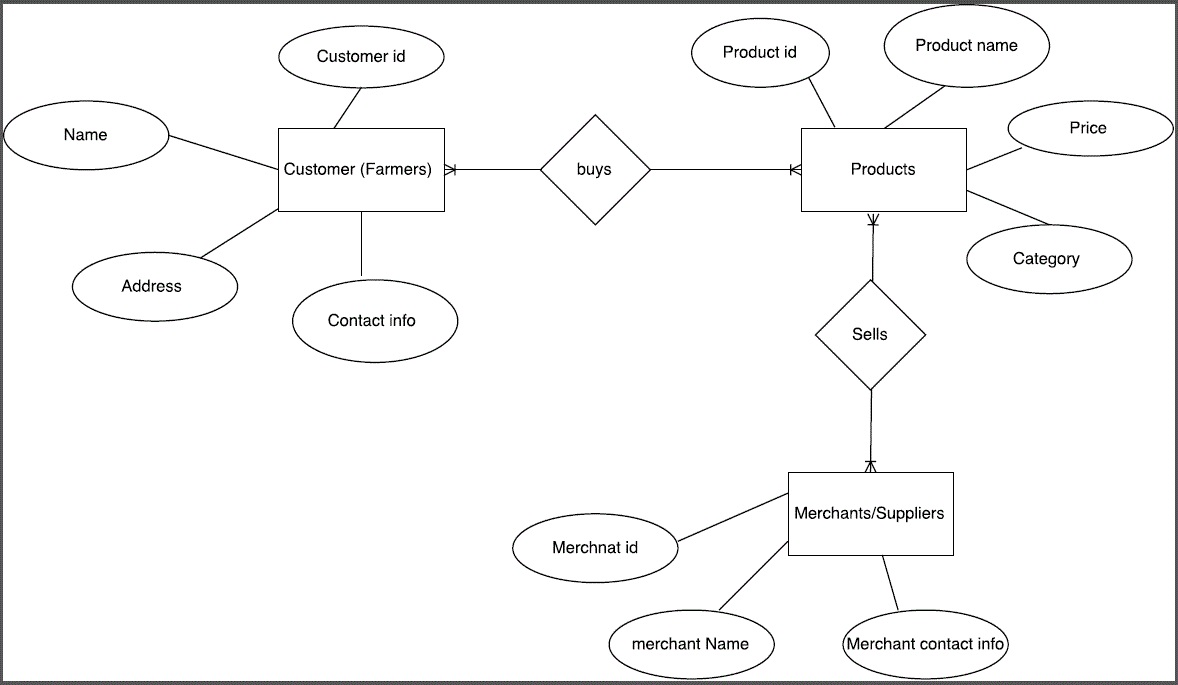 Customer id
Product id
Product name
Name
Price
Customer (Farmers)
buys
Products
Category
Address
Contact info
Sells
Merchants/Suppliers
Merchnat id
merchant Name
Merchant contact info